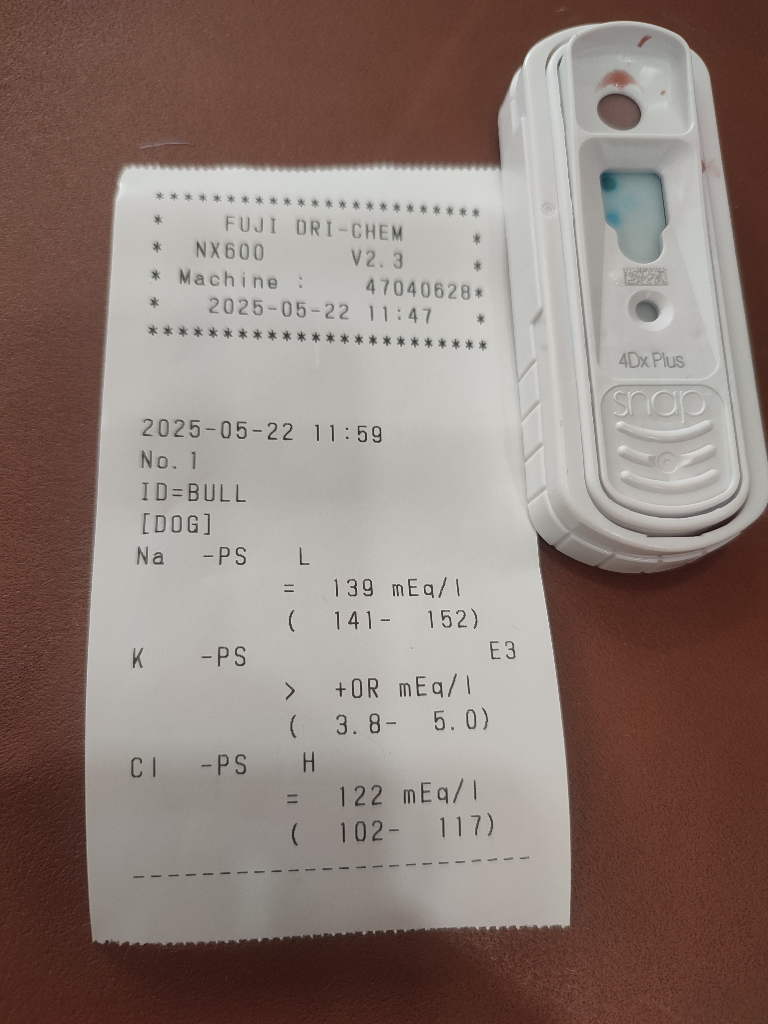 ************************
* FUJI DRI-CHEM *
* NX600 V2.3 *
* Machine : 47040628*
* 2025-05-22 11:47 *
************************
2025-05-22 11:59
No.1
ID=BULL
[DOG]
Na -PS L
= 139 mEq/l
( 141- 152)
K -PS E3
> +OR mEq/l
( 3.8- 5.0)
Cl -PS H
= 122 mEq/l
( 102- 117)
-------------------------
4Dx Plus
snap